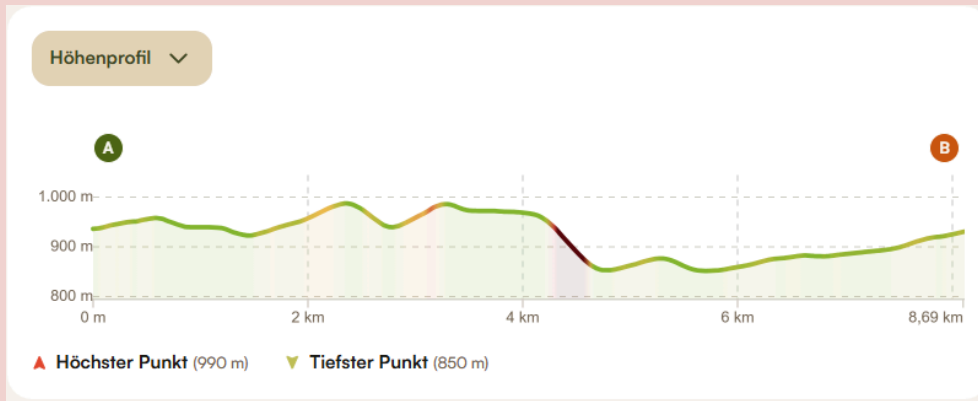 Höhenprofil
A
B
1.000 m
900 m
800 m
0 m 2 km 4 km 6 km 8,69 km
Höchster Punkt (990 m) Tiefster Punkt (850 m)